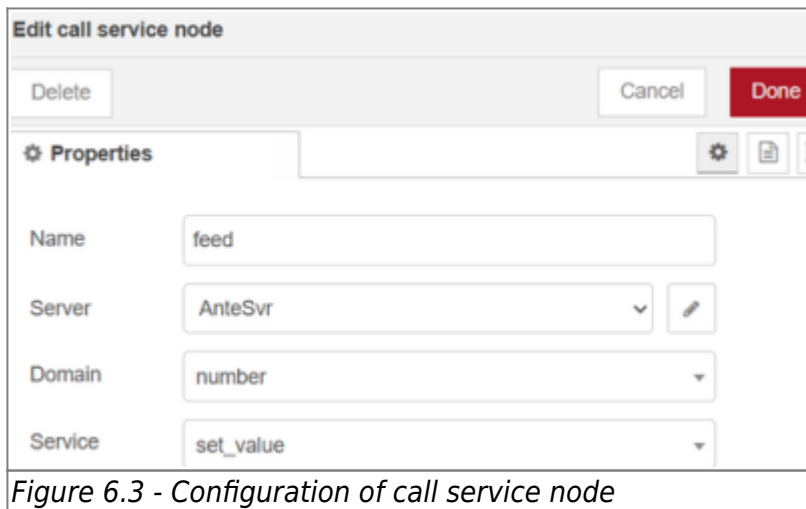 Edit call service node
Delete Cancel Done
Properties
Name feed
Server AnteSvr
Domain number
Service set_value
Figure 6.3 - Configuration of call service node